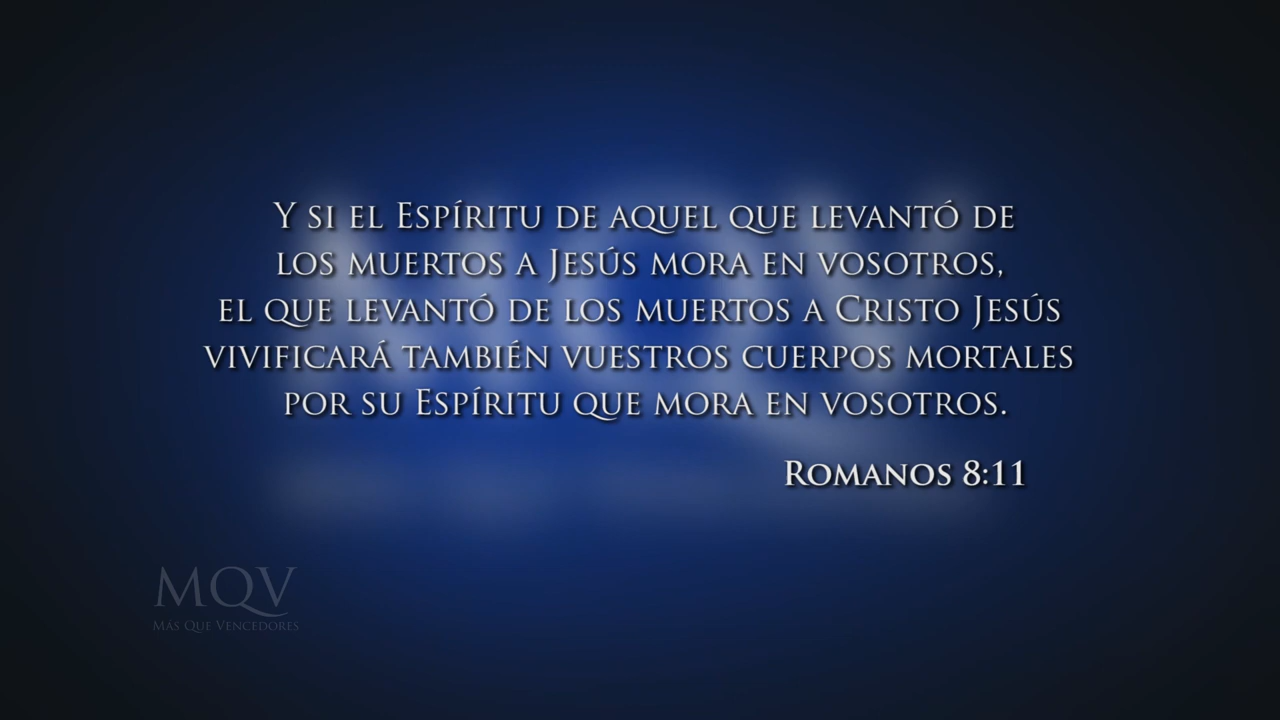 Y si el Espíritu de aquel que levantó de
los muertos a Jesús mora en vosotros,
el que levantó de los muertos a Cristo Jesús
vivificará también vuestros cuerpos mortales
por su Espíritu que mora en vosotros.
Romanos 8:11
MQV
Más Que Vencedores